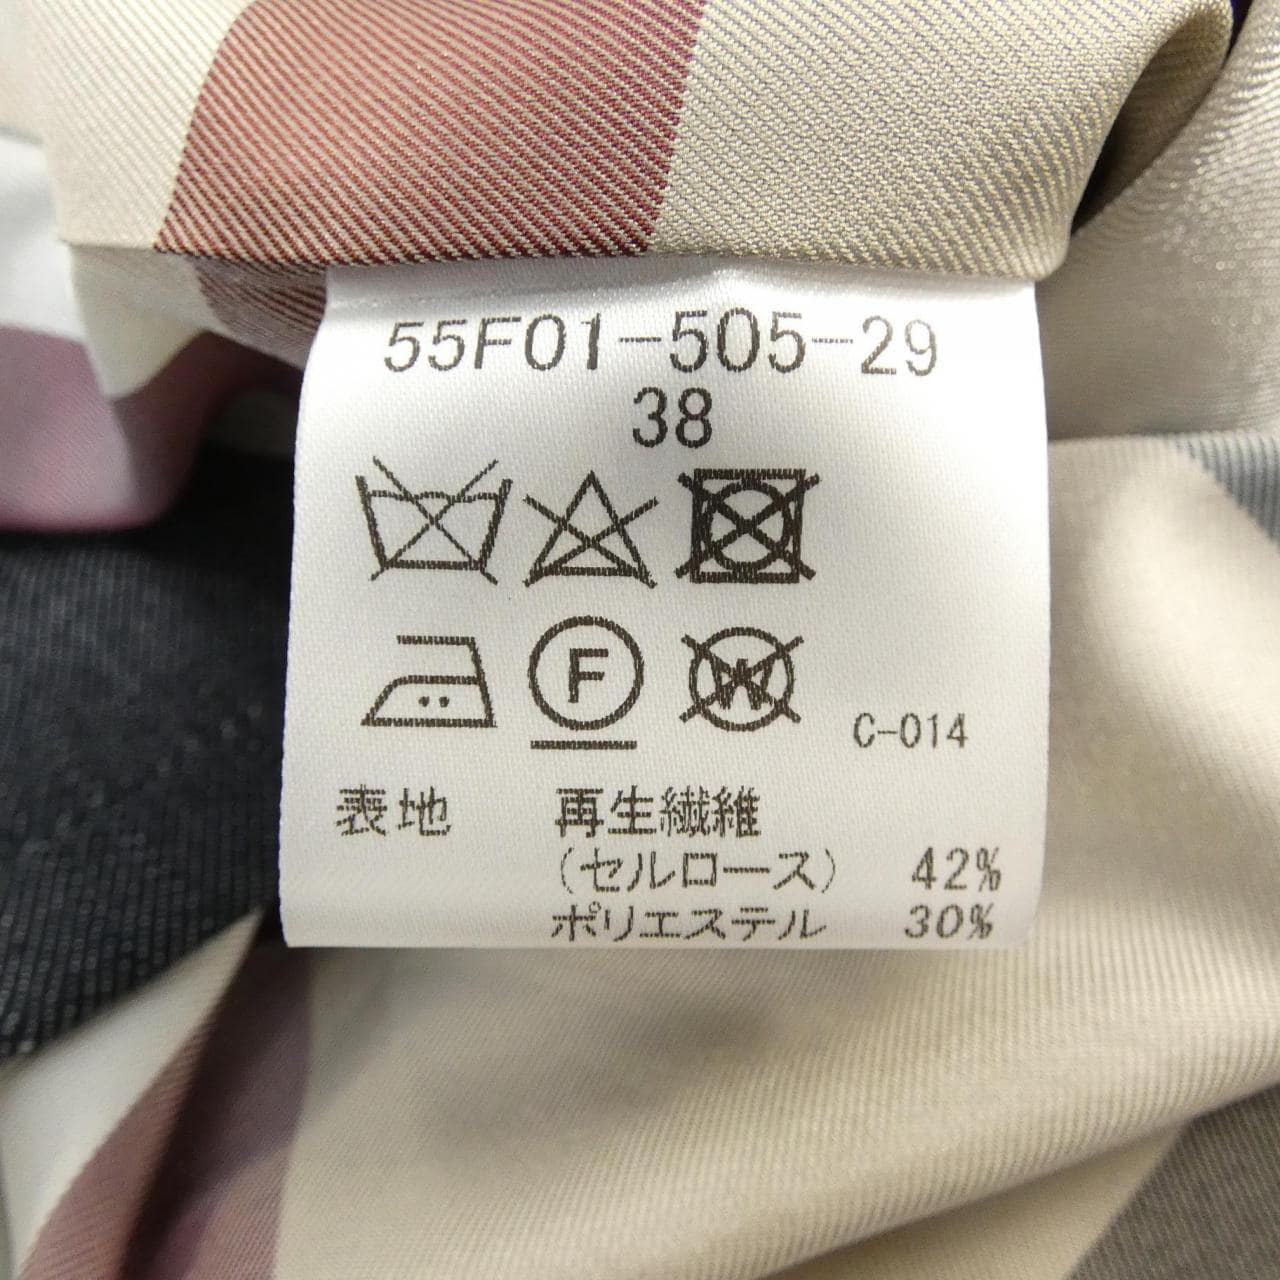 55F01-505-29
38
F
W
C-014
表地 再生繊維
(セルロース) 42%
ポリエステル 30%